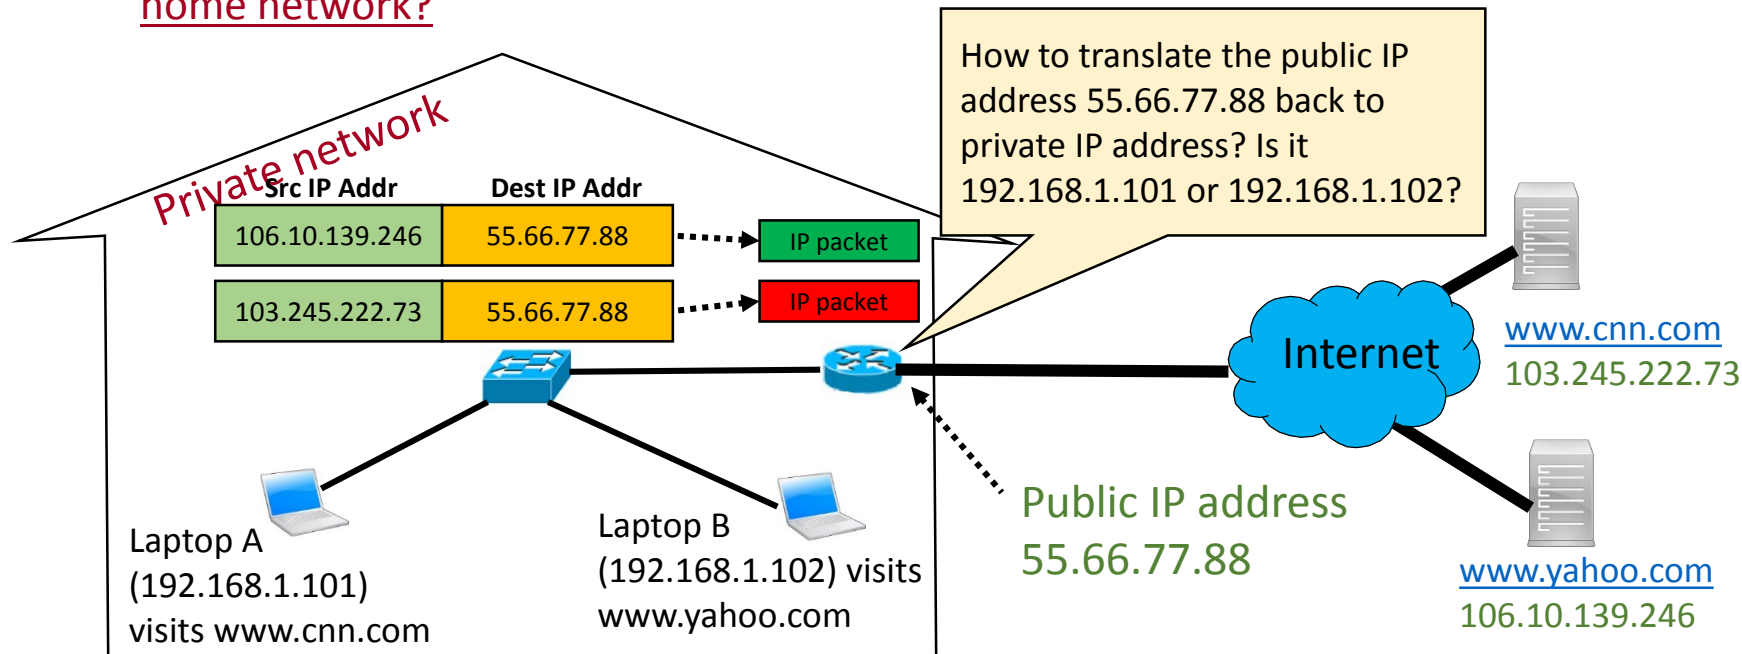 home network?
How to translate the public IP
address 55.66.77.88 back to
private IP address? Is it
192.168.1.101 or 192.168.1.102?
Private network
Src IP Addr Dest IP Addr
106.10.139.246 55.66.77.88 IP packet
103.245.222.73 55.66.77.88 IP packet
Internet
www.cnn.com
103.245.222.73
Public IP address
55.66.77.88
Laptop A
(192.168.1.101)
visits www.cnn.com
Laptop B
(192.168.1.102) visits
www.yahoo.com
www.yahoo.com
106.10.139.246